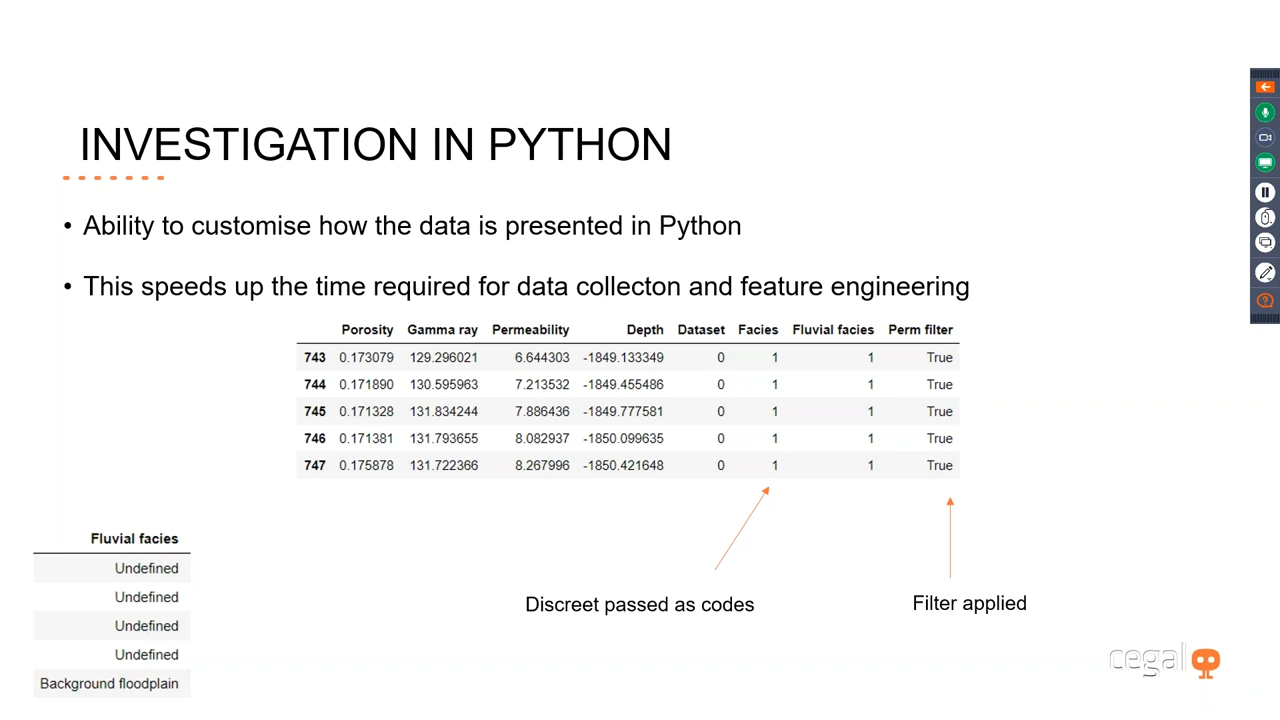 INVESTIGATION IN PYTHON
• Ability to customise how the data is presented in Python
• This speeds up the time required for data collecton and feature engineering
Porosity Gamma ray Permeability Depth Dataset Facies Fluvial facies Perm filter
743 0.173079 129.296021 6.644303 -1849.133349 0 1 1 True
744 0.171890 130.595963 7.213532 -1849.455486 0 1 1 True
745 0.171328 131.834244 7.886436 -1849.777581 0 1 1 True
746 0.171381 131.793655 8.082937 -1850.099635 0 1 1 True
747 0.175878 131.722366 8.267996 -1850.421648 0 1 1 True
Fluvial facies
Undefined
Undefined
Undefined
Undefined
Background floodplain
Discreet passed as codes
Filter applied
cegal